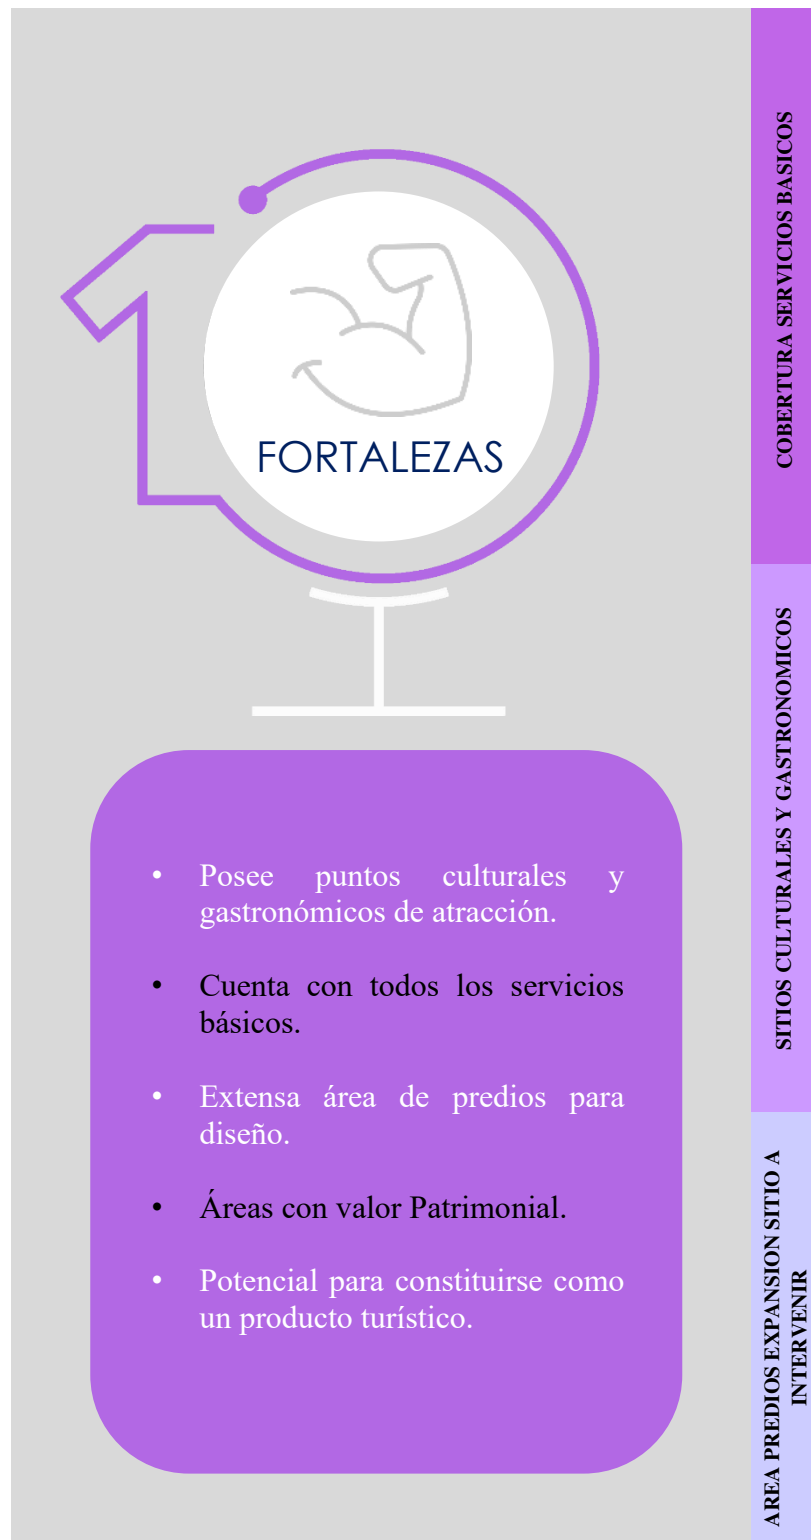 1
FORTALEZAS
• Posee puntos culturales y
gastronómicos de atracción.
• Cuenta con todos los servicios
básicos.
• Extensa área de predios para
diseño.
• Áreas con valor Patrimonial.
• Potencial para constituirse como
un producto turístico.
COBERTURA SERVICIOS BASICOS
SITIOS CULTURALES Y GASTRONOMICOS
AREA PREDIOS EXPANSION SITIO A
INTERVENIR